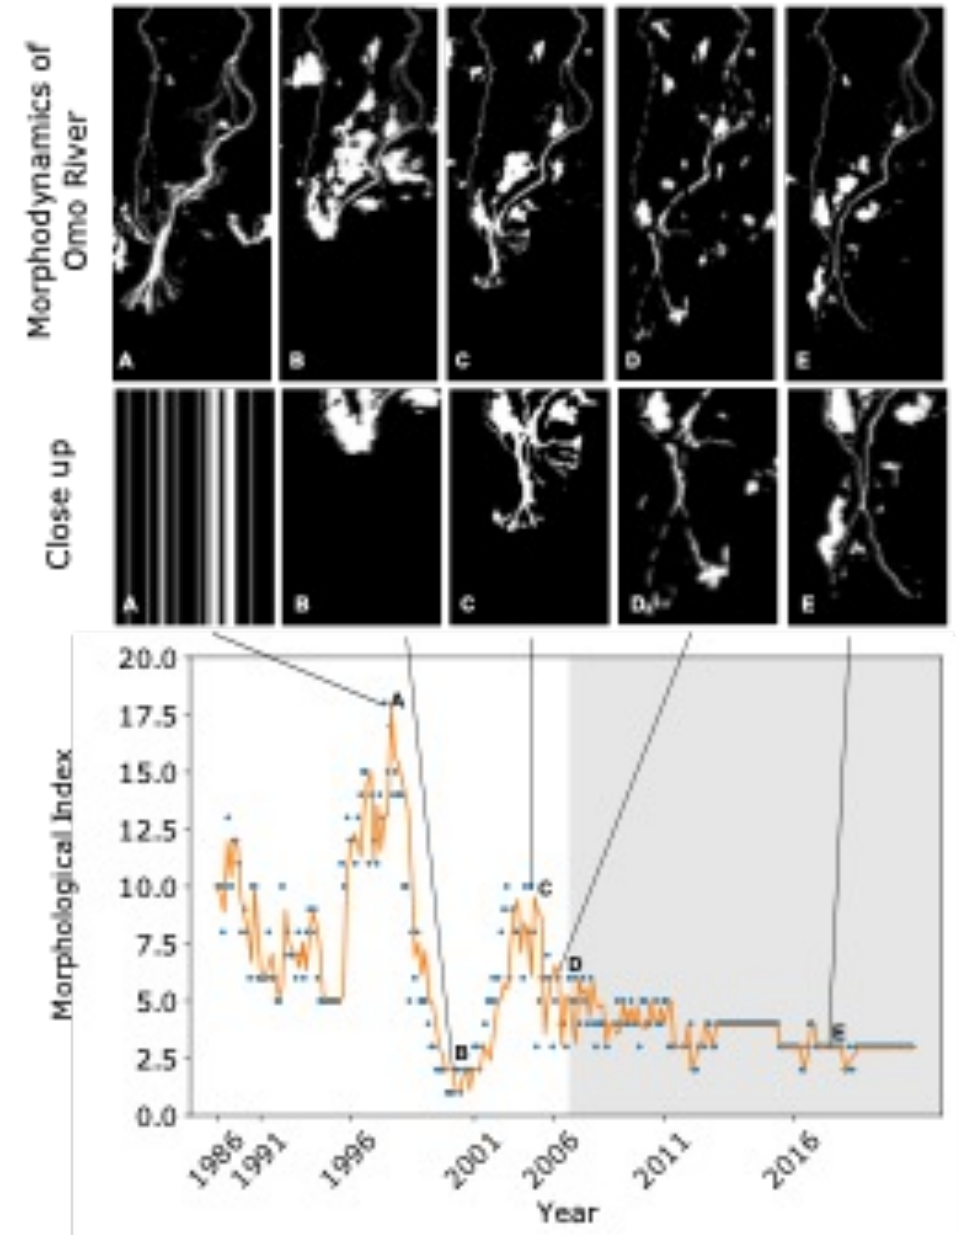 Morphodynamics of
Omo River
A B C D E
Close up
A B C D E
Morphological Index
20.0
17.5
15.0
12.5
10.0
7.5
5.0
2.5
0.0
A
B
C
D
E
1986 1991 1996 2001 2006 2011 2016
Year